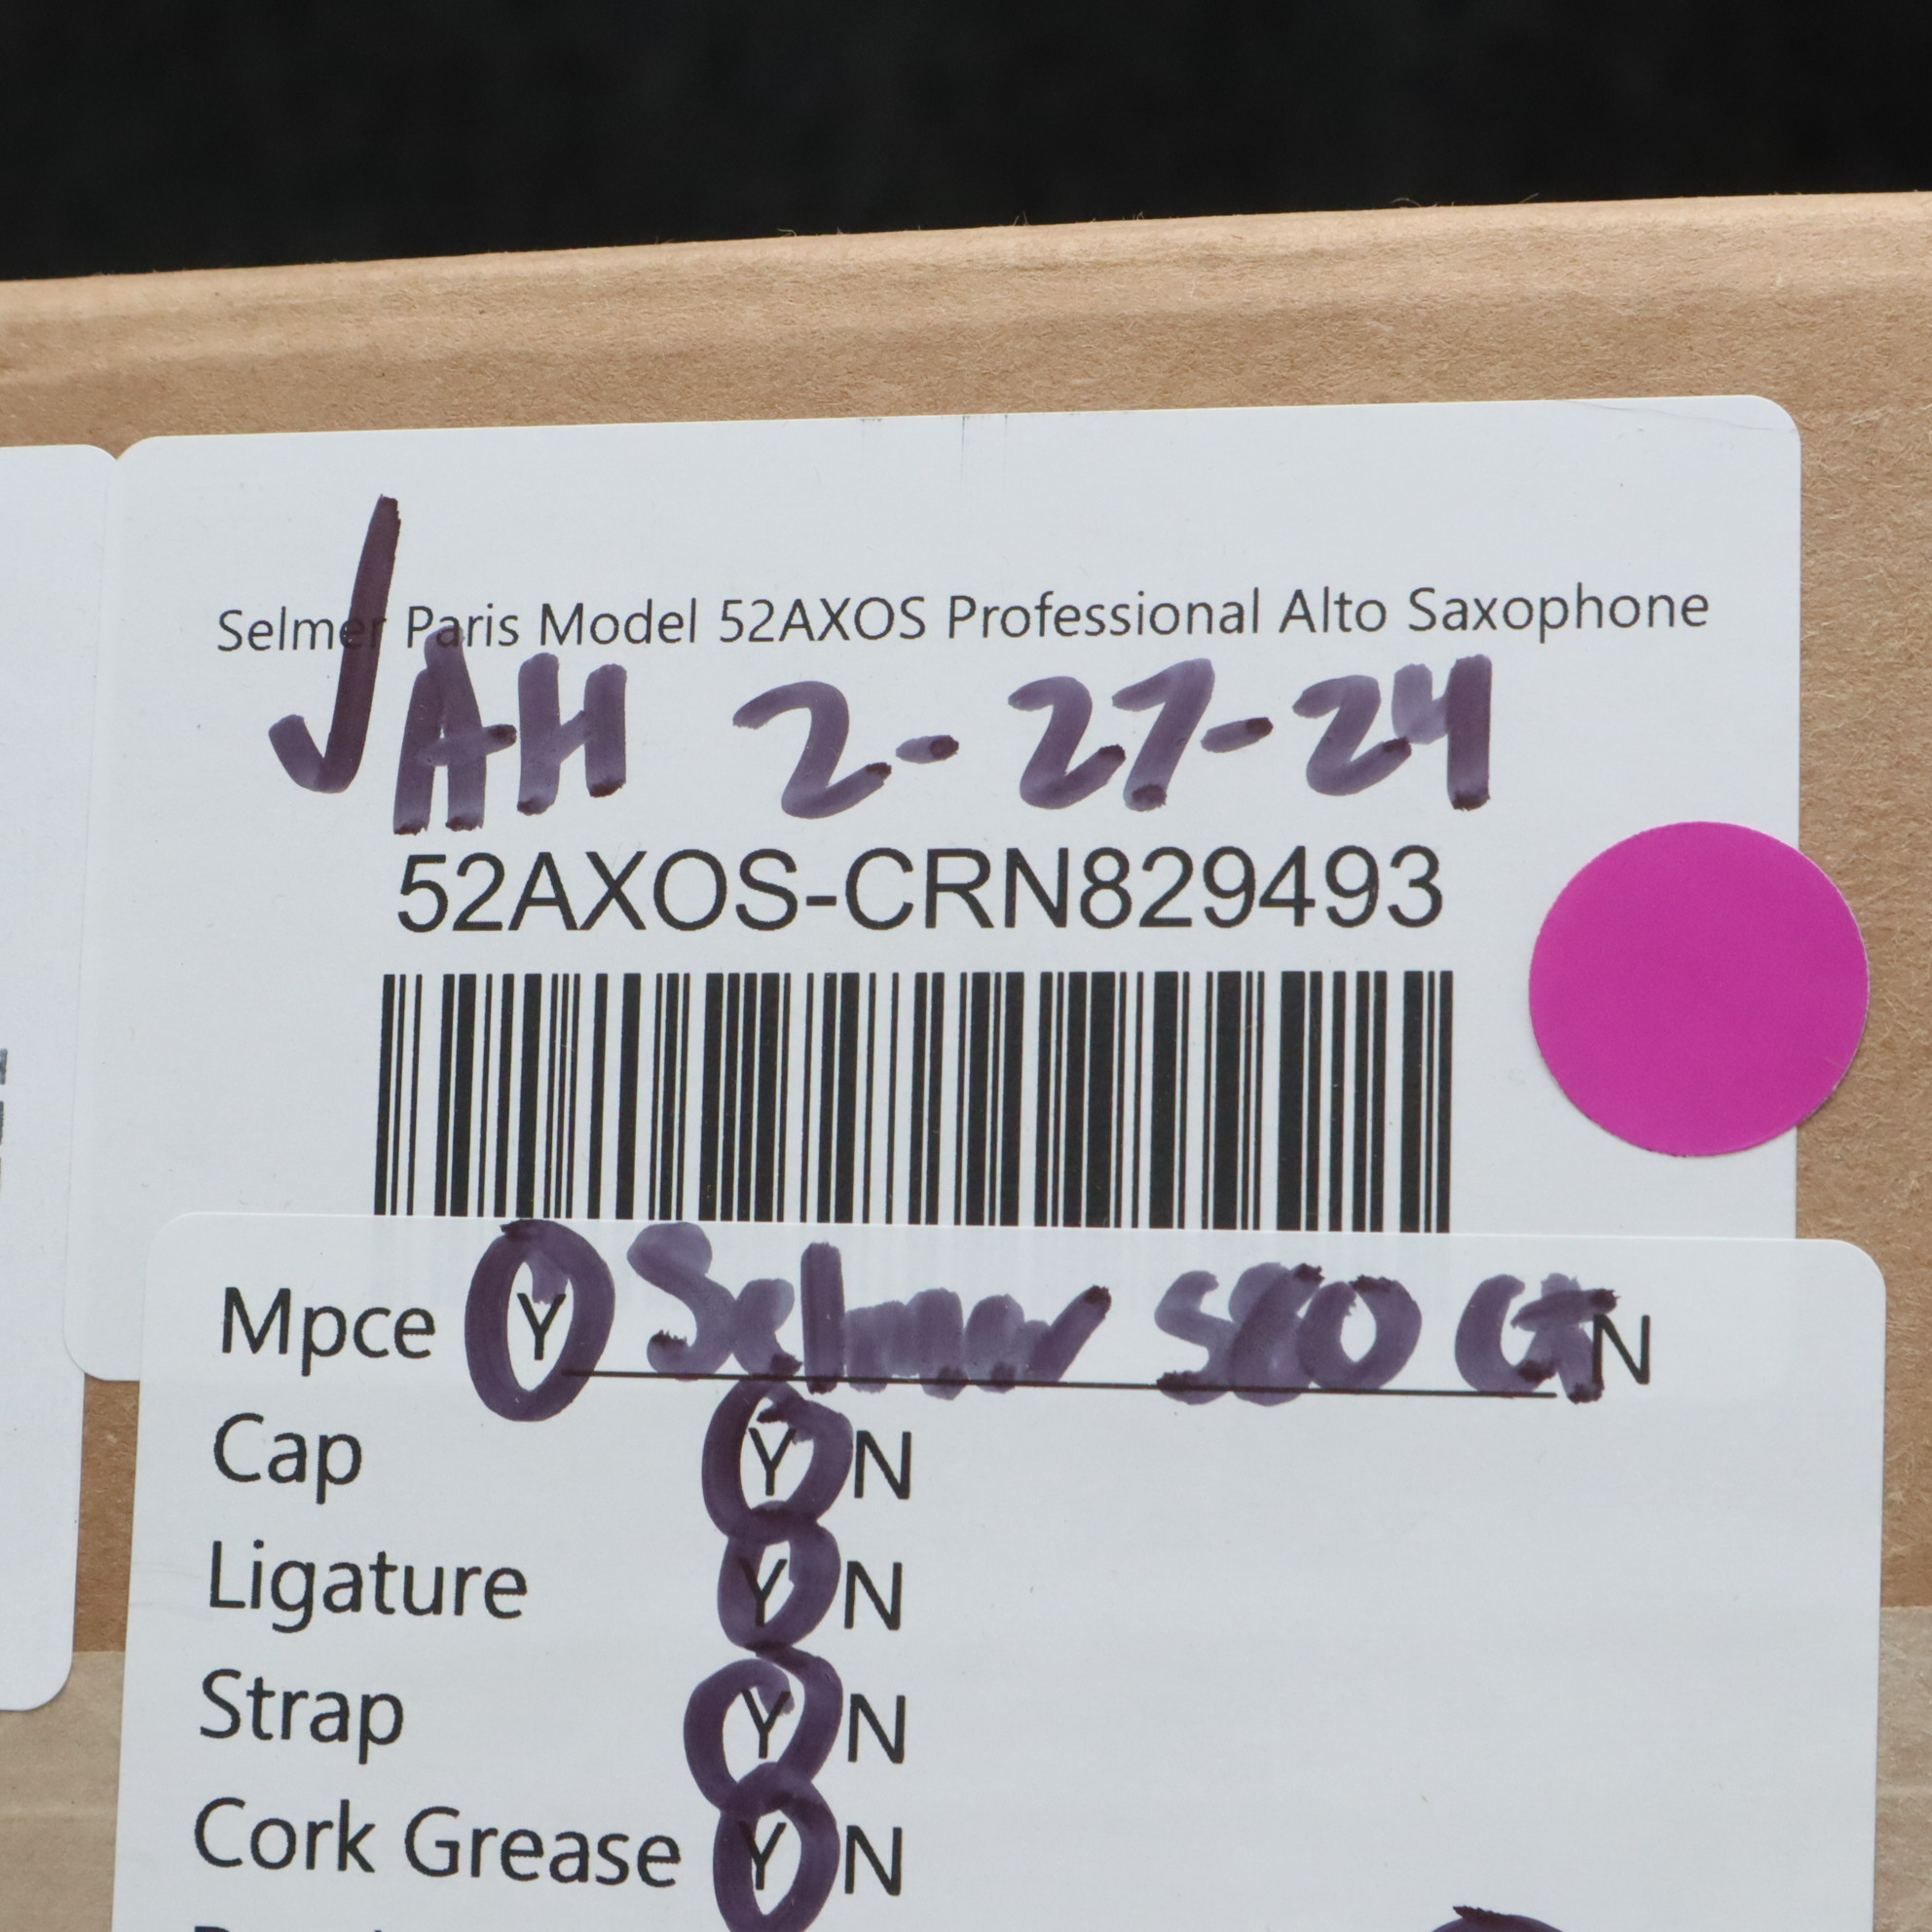 Selmer Paris Model 52AXOS Professional Alto Saxophone
✓AH 2-27-24
52AXOS-CRN829493
Mpce Y Selmer S80 C* N
Cap Y N
Ligature Y N
Strap Y N
Cork Grease Y N